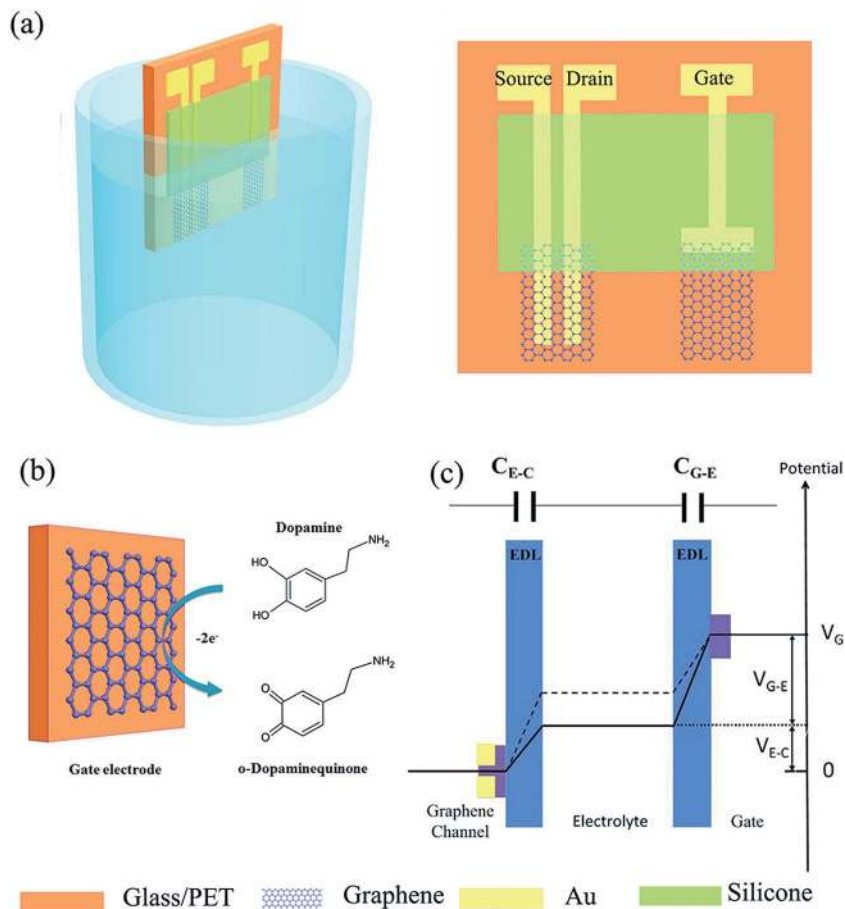 (a)
Source Drain Gate
(b)
Dopamine
HO
HO
NH2
-2e-
NH2
O
O
Gate electrode
o-Dopaminequinone
(c)
CE-C
CG-E
Potential
EDL
EDL
VG
VG-E
VE-C
0
Graphene
Channel
Electrolyte
Gate
Glass/PET Graphene Au Silicone